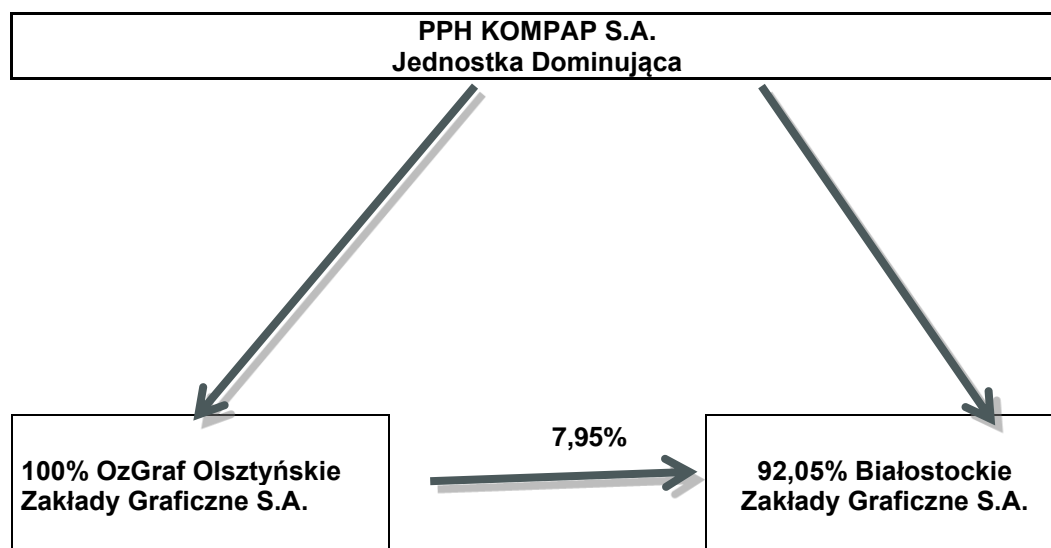 PPH KOMPAP S.A.
Jednostka Dominująca
7,95%
100% OzGraf Olsztyńskie
Zakłady Graficzne S.A.
92,05% Białostockie
Zakłady Graficzne S.A.